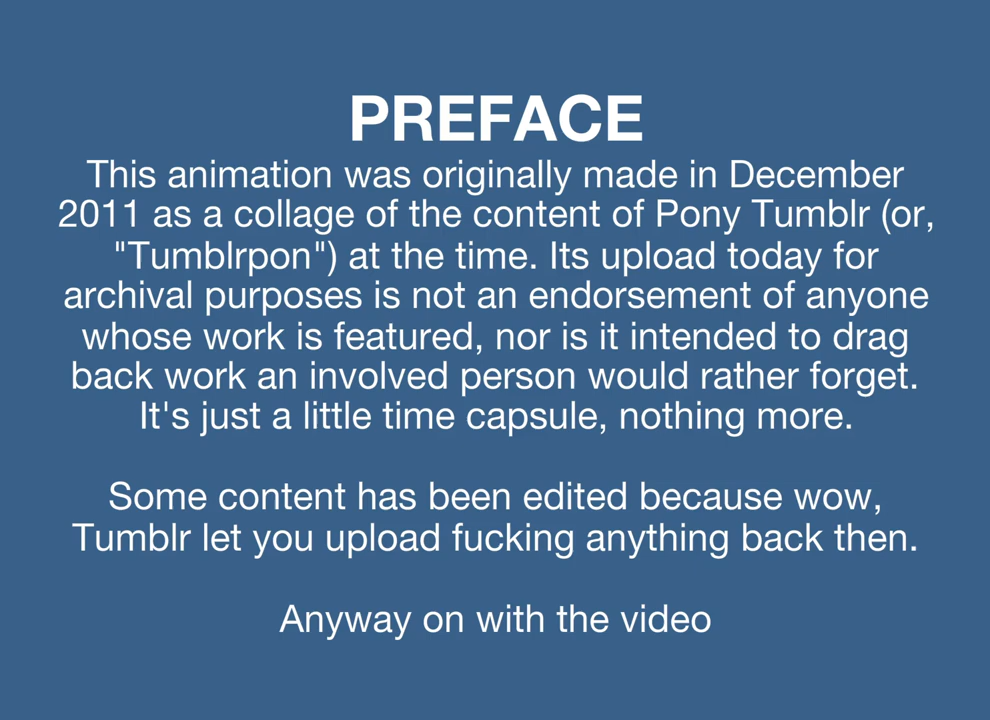 PREFACE
This animation was originally made in December
2011 as a collage of the content of Pony Tumblr (or,
"Tumblrpon") at the time. Its upload today for
archival purposes is not an endorsement of anyone
whose work is featured, nor is it intended to drag
back work an involved person would rather forget.
It's just a little time capsule, nothing more.
Some content has been edited because wow,
Tumblr let you upload fucking anything back then.
Anyway on with the video